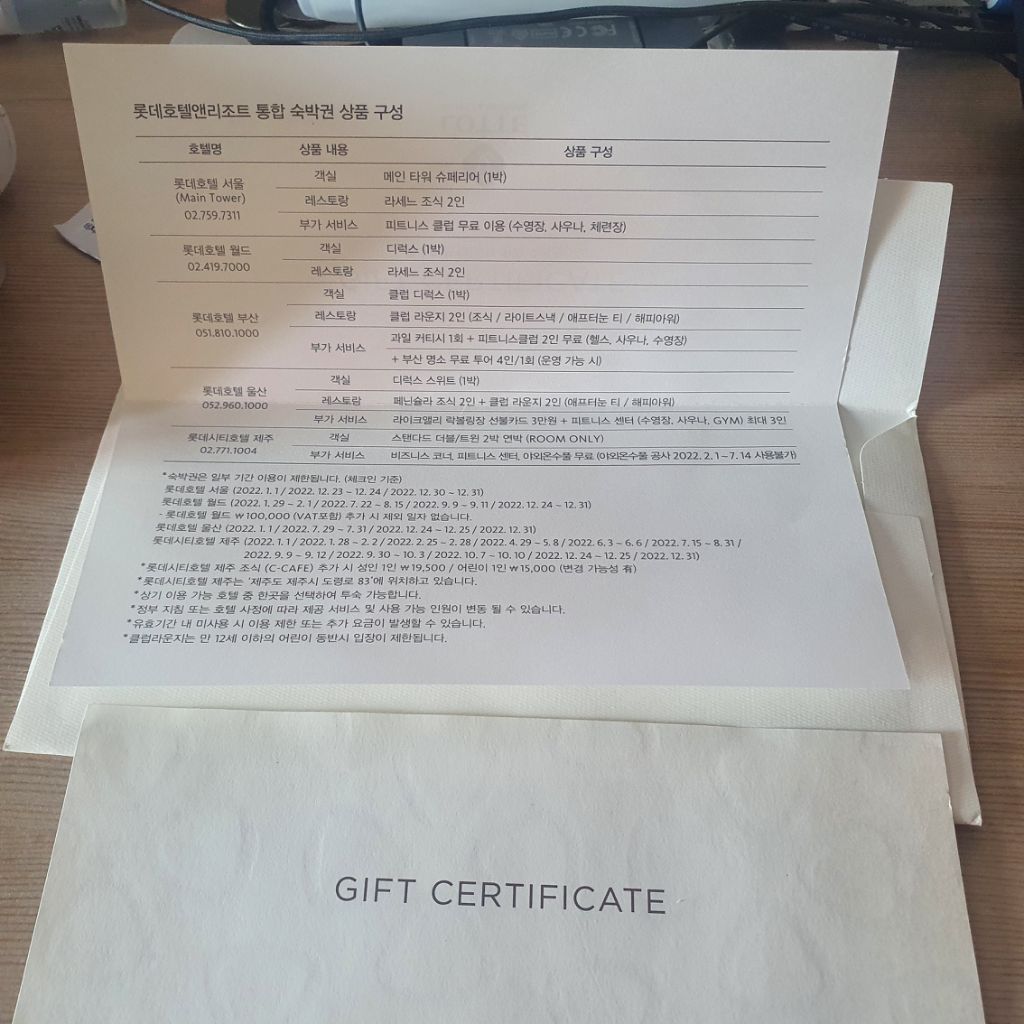 롯데호텔앤리조트 통합 숙박권 상품 구성
호텔명 상품 내용 상품 구성
롯데호텔 서울
(Main Tower)
02.759.7311
객실 메인 타워 슈페리어 (1박)
레스토랑 라세느 조식 2인
부가 서비스 피트니스 클럽 무료 이용 (수영장, 사우나, 체련장)
롯데호텔 월드
02.419.7000
객실 디럭스 (1박)
레스토랑 라세느 조식 2인
롯데호텔 부산
051.810.1000
객실 클럽 디럭스 (1박)
레스토랑 클럽 라운지 2인 (조식 / 라이트스낵 / 애프터눈 티 / 해피아워)
부가 서비스 과일 커티시 1회 + 피트니스클럽 2인 무료 (헬스, 사우나, 수영장)
+ 부산 명소 무료 투어 4인/1회 (운영 가능 시)
롯데호텔 울산
052.960.1000
객실 디럭스 스위트 (1박)
레스토랑 페닌슐라 조식 2인 + 클럽 라운지 2인 (애프터눈 티 / 해피아워)
부가 서비스 라이크앨리 락볼링장 선불카드 3만원 + 피트니스 센터 (수영장, 사우나, GYM) 최대 3인
롯데시티호텔 제주
02.771.1004
객실 스탠다드 더블/트윈 2박 연박 (ROOM ONLY)
부가 서비스 비즈니스 코너, 피트니스 센터, 야외온수풀 무료 (야외온수풀 공사 2022. 2. 1 ~ 7. 14 사용불가)
*숙박권은 일부 기간 이용이 제한됩니다. (체크인 기준)
롯데호텔 서울 (2022. 1. 1 / 2022. 12. 23 ~ 12. 24 / 2022. 12. 30 ~ 12. 31)
롯데호텔 월드 (2022. 1. 29 ~ 2. 1 / 2022. 7. 22 ~ 8. 15 / 2022. 9. 9 ~ 9. 11 / 2022. 12. 24 ~ 12. 31)
- 롯데호텔 월드 ₩100,000 (VAT포함) 추가 시 제외 일자 없습니다.
롯데호텔 울산 (2022. 1. 1 / 2022. 7. 29 ~ 7. 31 / 2022. 12. 24 ~ 12. 25 / 2022. 12. 31)
롯데시티호텔 제주 (2022. 1. 1 / 2022. 1. 28 ~ 2. 2 / 2022. 2. 25 ~ 2. 28 / 2022. 4. 29 ~ 5. 8 / 2022. 6. 3 ~ 6. 6 / 2022. 7. 15 ~ 8. 31 /
2022. 9. 9 ~ 9. 12 / 2022. 9. 30 ~ 10. 3 / 2022. 10. 7 ~ 10. 10 / 2022. 12. 24 ~ 12. 25 / 2022. 12. 31)
*롯데시티호텔 제주 조식 (C-CAFE) 추가 시 성인 1인 ₩19,500 / 어린이 1인 ₩15,000 (변경 가능성 有)
*롯데시티호텔 제주는 '제주도 제주시 도령로 83'에 위치하고 있습니다.
*상기 이용 가능 호텔 중 한곳을 선택하여 투숙 가능합니다.
*정부 지침 또는 호텔 사정에 따라 제공 서비스 및 사용 가능 인원이 변동 될 수 있습니다.
*유효기간 내 미사용 시 이용 제한 또는 추가 요금이 발생할 수 있습니다.
*클럽라운지는 만 12세 이하의 어린이 동반시 입장이 제한됩니다.
GIFT CERTIFICATE